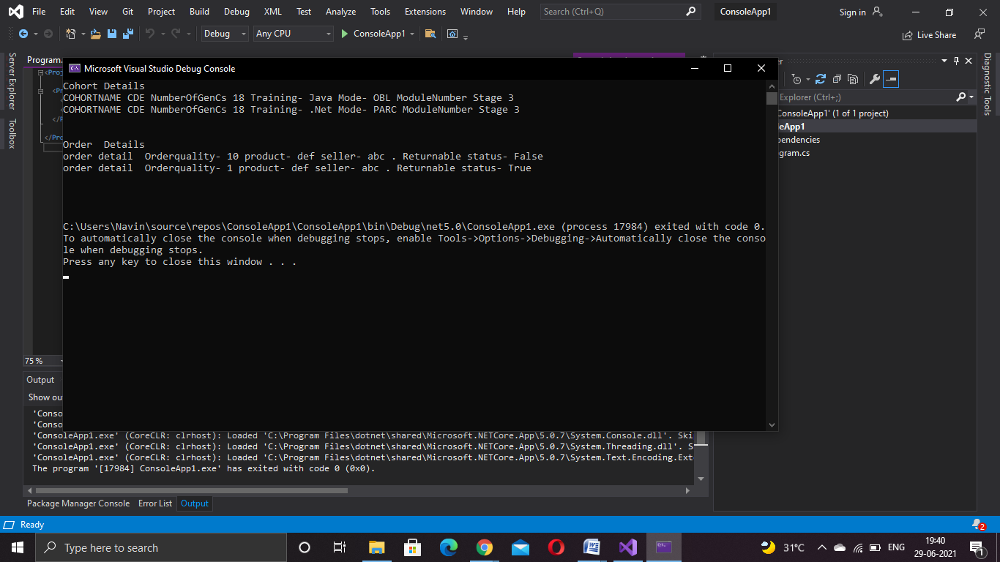 File Edit View Git Project Build Debug XML Test Analyze Tools Extensions Window Help Search (Ctrl+Q) ConsoleApp1 Sign in
Debug Any CPU ConsoleApp1 Live Share
Server Explorer
Toolbox
Program.
Microsoft Visual Studio Debug Console
Cohort Details
COHORTNAME CDE NumberOfGenCs 18 Training- Java Mode- OBL ModuleNumber Stage 3
COHORTNAME CDE NumberOfGenCs 18 Training- .Net Mode- PARC ModuleNumber Stage 3
Order  Details
order detail  Orderquality- 10 product- def seller- abc . Returnable status- False
order detail  Orderquality- 1 product- def seller- abc . Returnable status- True
C:\Users\Navin\source\repos\ConsoleApp1\ConsoleApp1\bin\Debug\net5.0\ConsoleApp1.exe (process 17984) exited with code 0.
To automatically close the console when debugging stops, enable Tools->Options->Debugging->Automatically close the conso
le when debugging stops.
Press any key to close this window . . .
Explorer (Ctrl+;)
ConsoleApp1' (1 of 1 project)
eApp1
pendencies
gram.cs
Diagnostic Tools
75 %
Output
Show ou
'Conso
'Conso
'ConsoleApp1.exe' (CoreCLR: clrhost): Loaded 'C:\Program Files\dotnet\shared\Microsoft.NETCore.App\5.0.7\System.Console.dll'. Ski
'ConsoleApp1.exe' (CoreCLR: clrhost): Loaded 'C:\Program Files\dotnet\shared\Microsoft.NETCore.App\5.0.7\System.Threading.dll'. S
'ConsoleApp1.exe' (CoreCLR: clrhost): Loaded 'C:\Program Files\dotnet\shared\Microsoft.NETCore.App\5.0.7\System.Text.Encoding.Ext
The program '[17984] ConsoleApp1.exe' has exited with code 0 (0x0).
Package Manager Console Error List Output
Ready 2
Type here to search 31°C ENG 19:40
29-06-2021 1